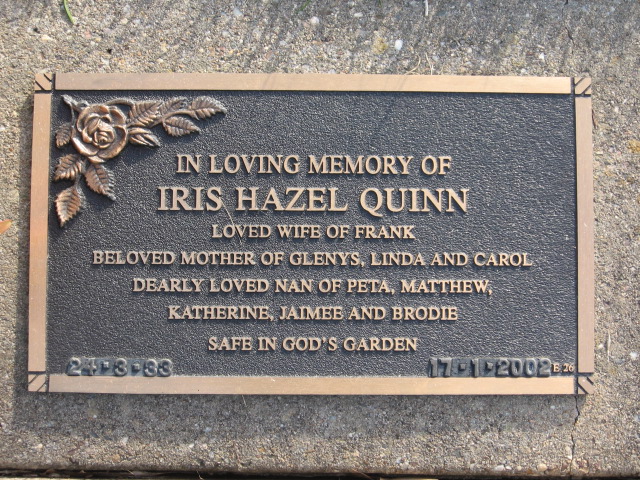 IN LOVING MEMORY OF
IRIS HAZEL QUINN
LOVED WIFE OF FRANK
BELOVED MOTHER OF GLENYS, LINDA AND CAROL
DEARLY LOVED NAN OF PETA, MATTHEW,
KATHERINE, JAIMEE AND BRODIE
SAFE IN GOD'S GARDEN
24·3·33 17·1·2002 E 26